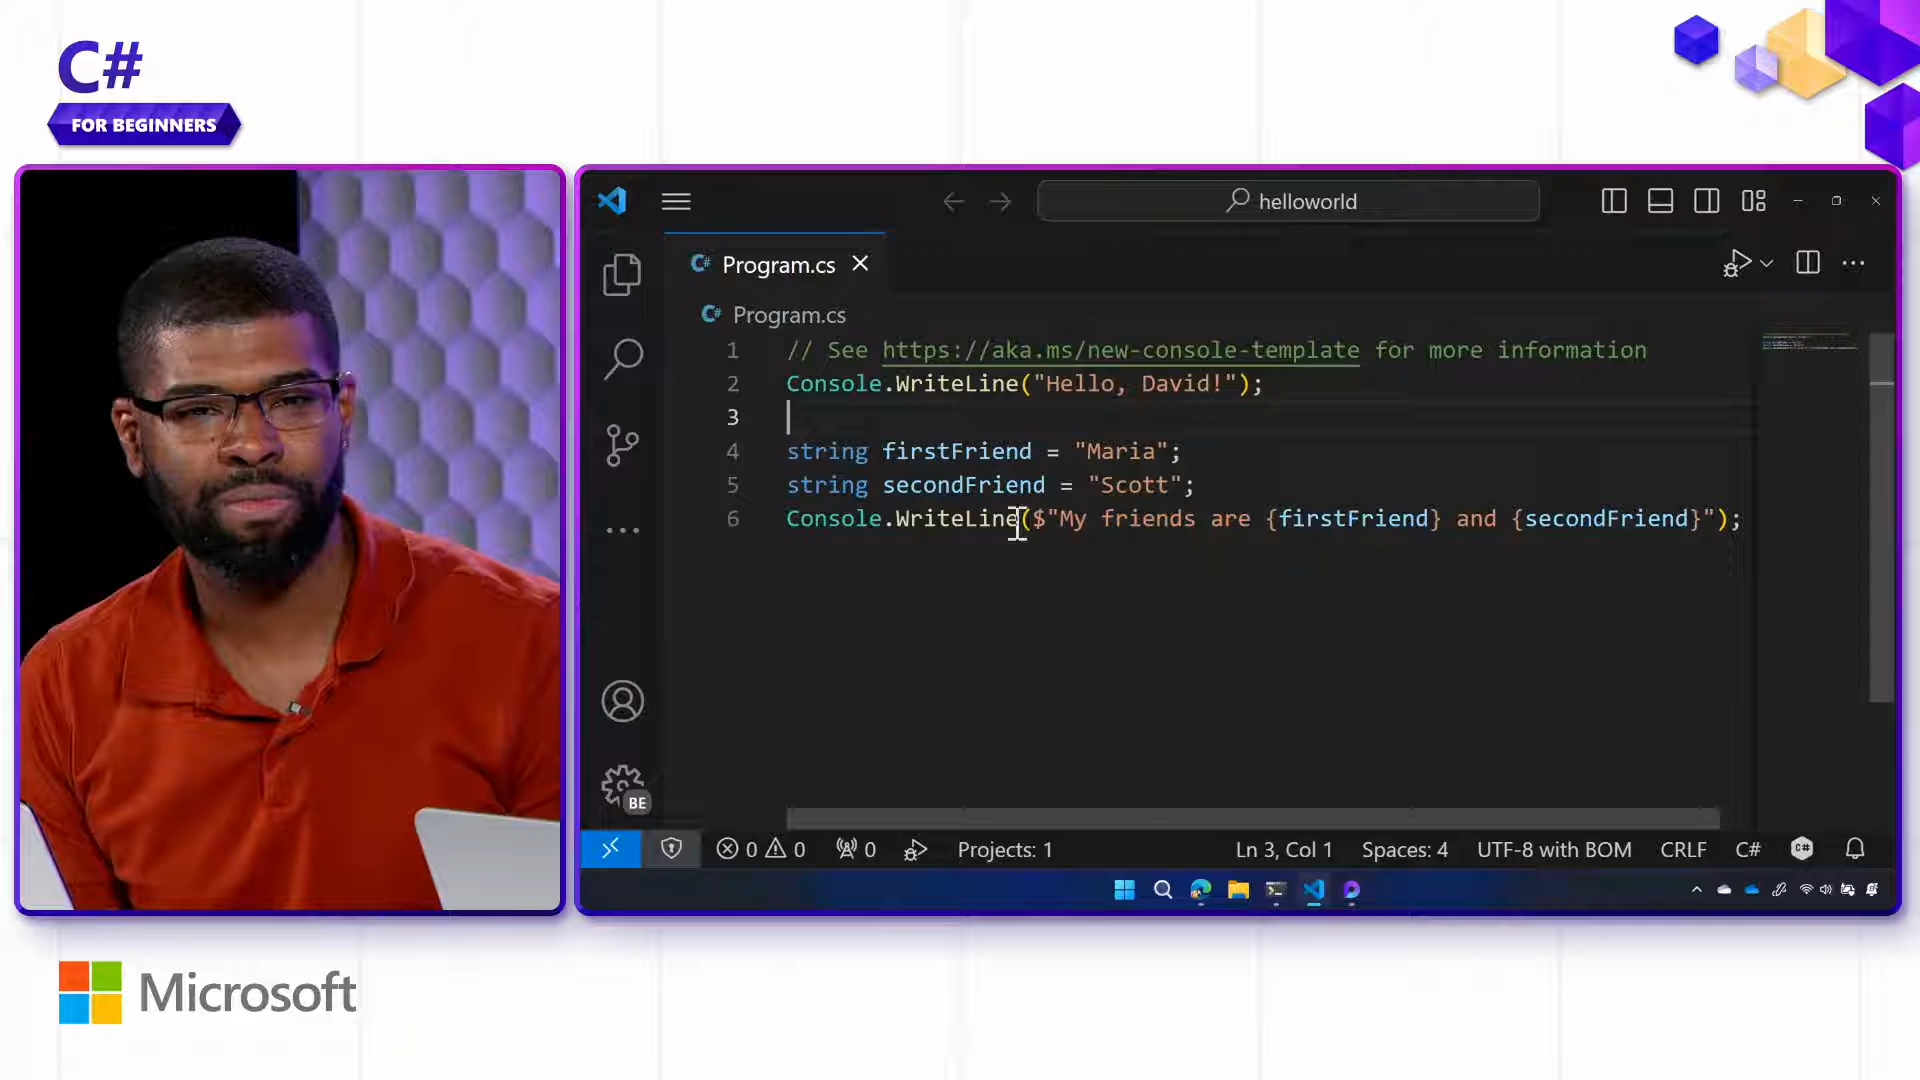 C#
FOR BEGINNERS
helloworld
C# Program.cs
C# Program.cs
1 // See https://aka.ms/new-console-template for more information
2 Console.WriteLine("Hello, David!");
3
4 string firstFriend = "Maria";
5 string secondFriend = "Scott";
6 Console.WriteLine($"My friends are {firstFriend} and {secondFriend}");
BE
0 0 0 Projects: 1 Ln 3, Col 1 Spaces: 4 UTF-8 with BOM CRLF C#
Microsoft